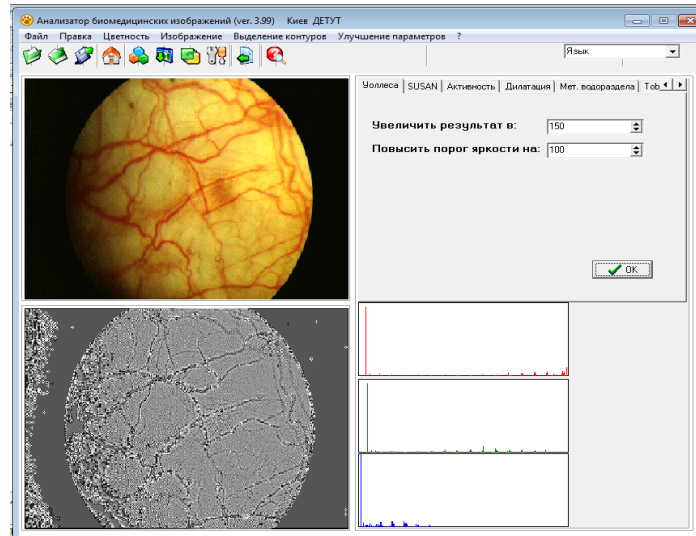 Анализатор биомедицинских изображений (ver. 3.99) Киев ДЕТУТ
Файл Правка Цветность Изображение Выделение контуров Улучшение параметров ?
Язык
Уоллеса SUSAN Активность Дилатация Мет. водораздела Tob
Увеличить результат в: 150
Повысить порог яркости на: 100
OK